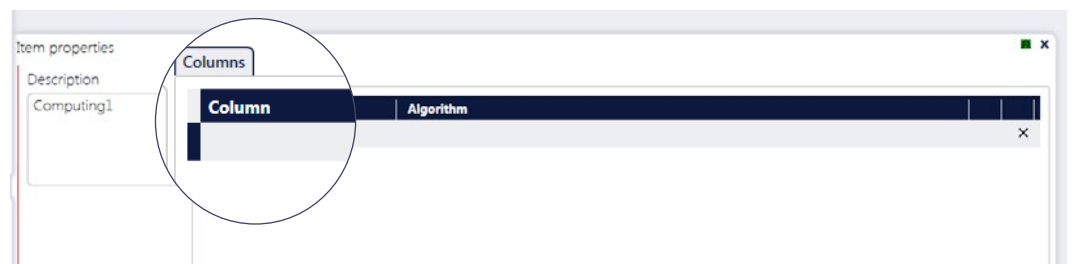 Item properties
x
Columns
Description
Computing1
Column
Algorithm
×